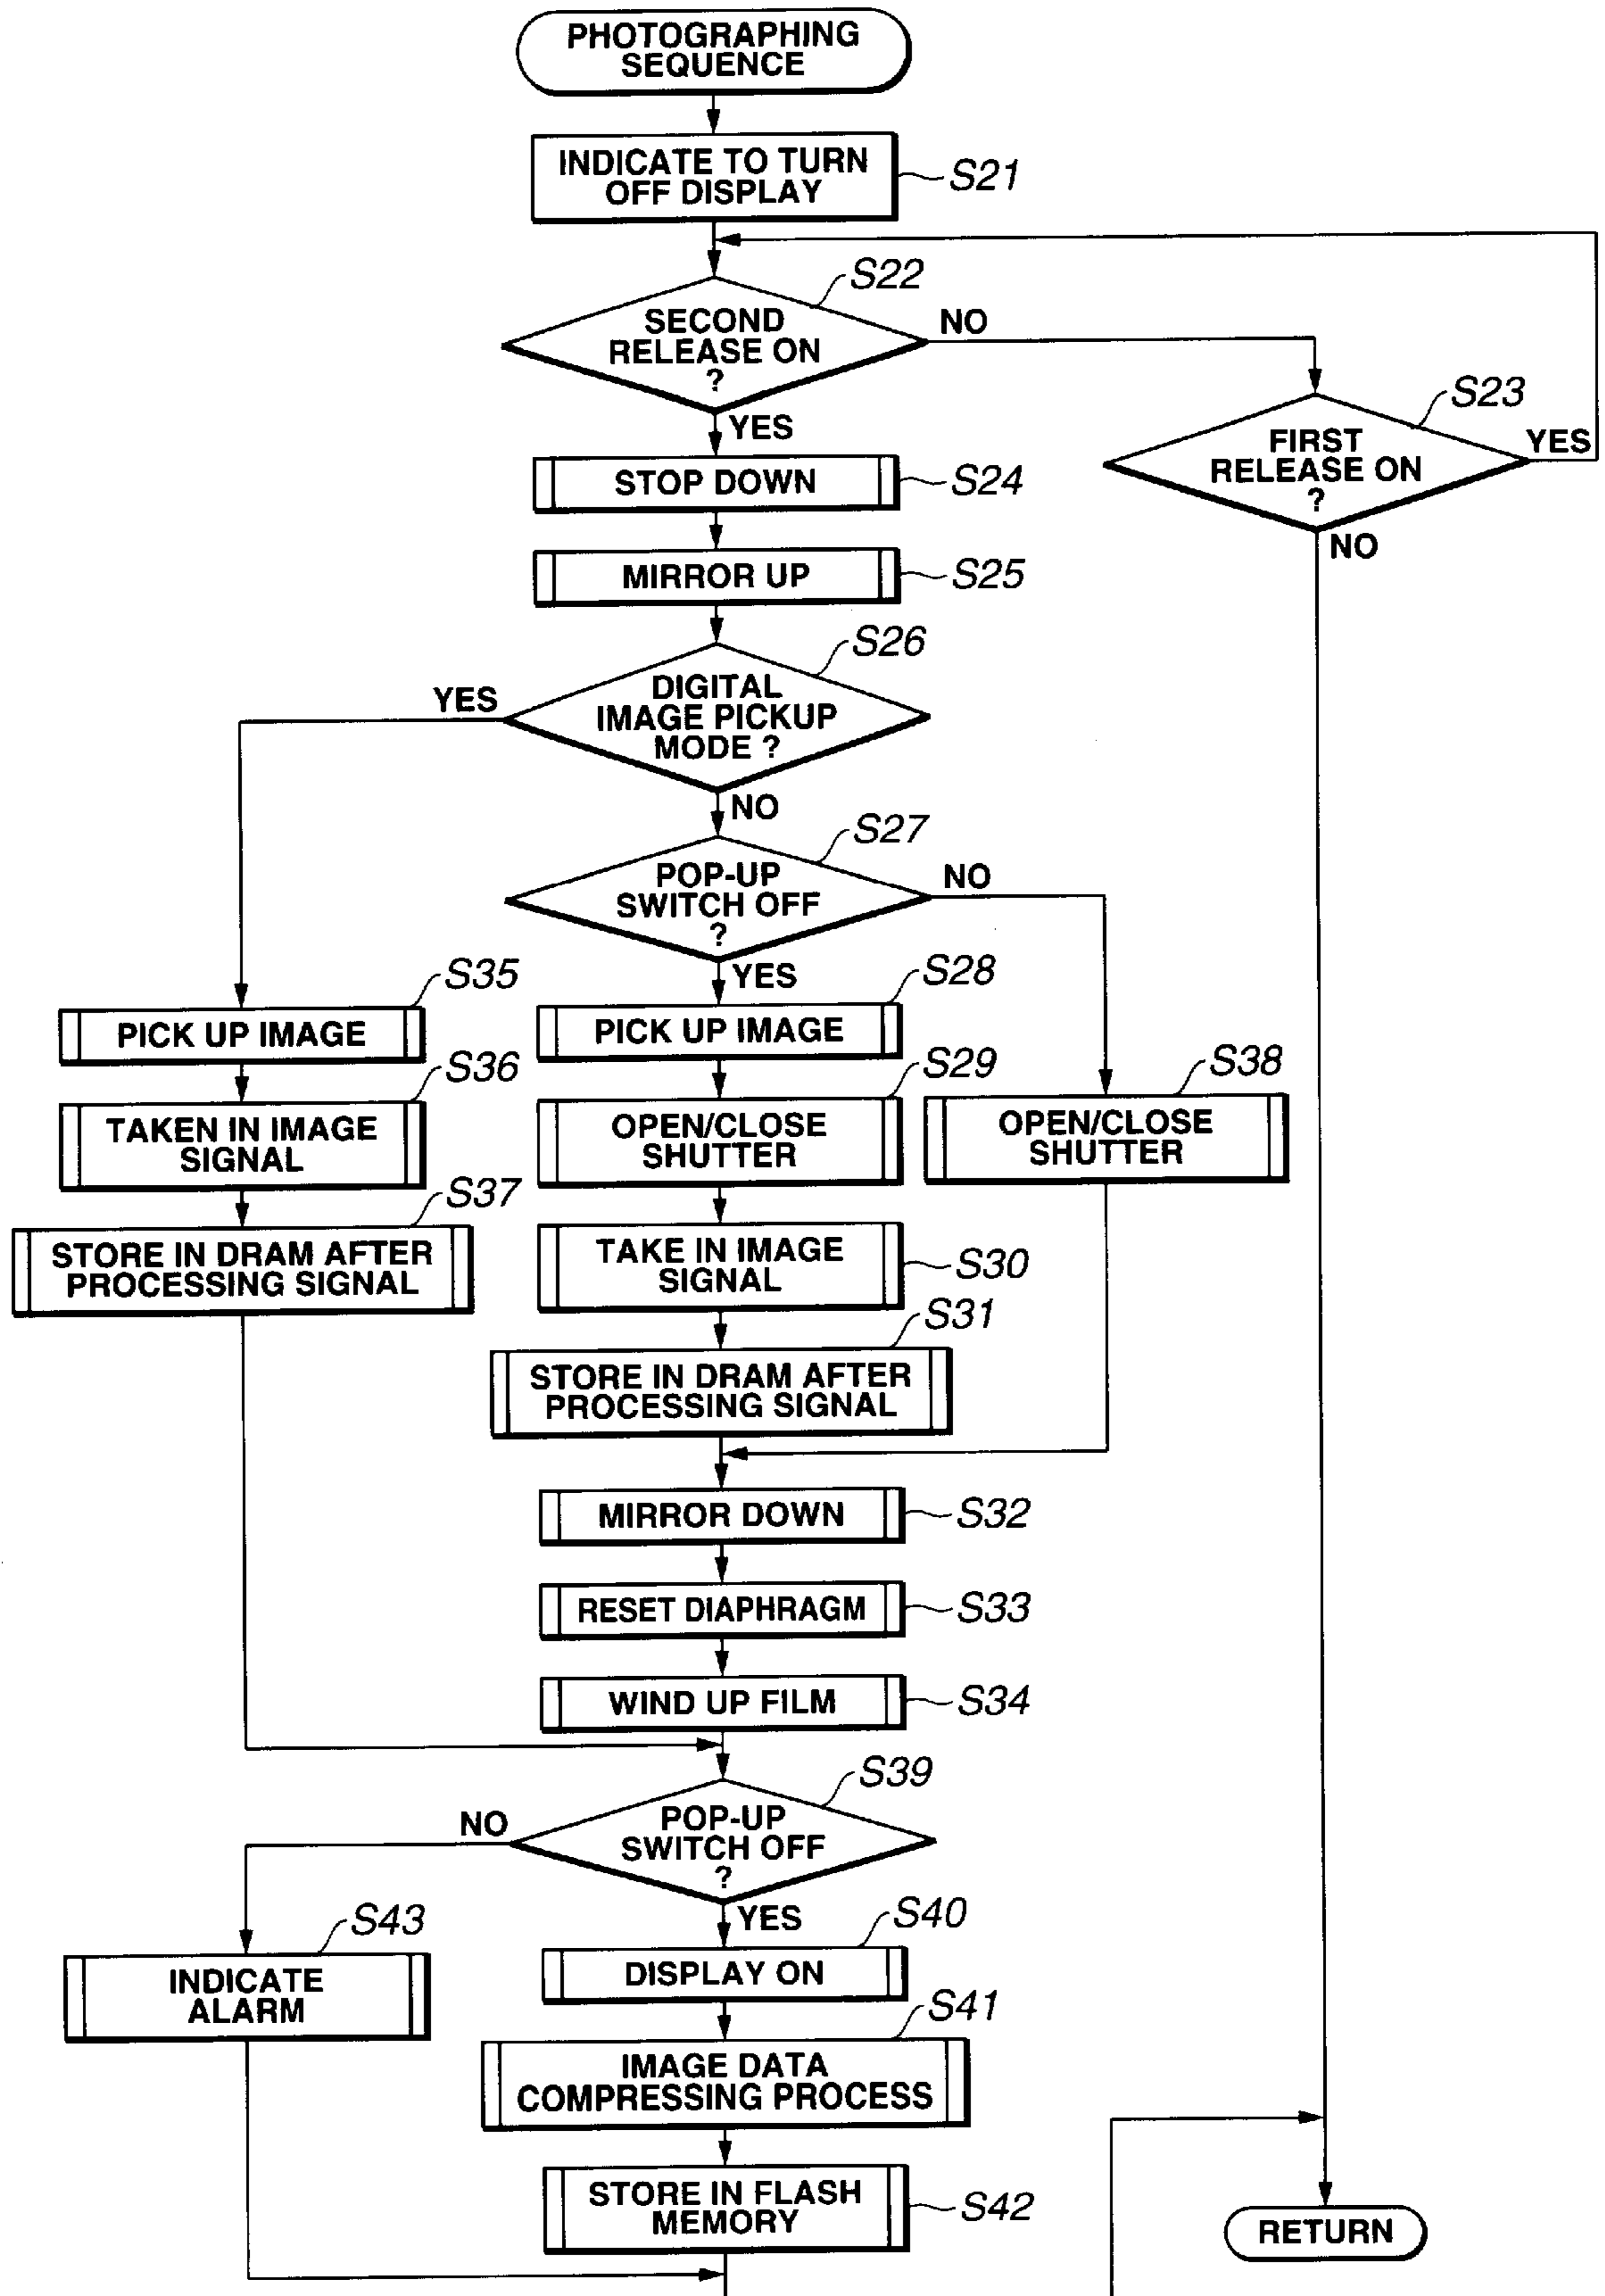 PHOTOGRAPHING
SEQUENCE
INDICATE TO TURN
OFF DISPLAY
S21
S22
SECOND
RELEASE ON
?
NO
YES
S23
FIRST
RELEASE ON
?
YES
NO
STOP DOWN
S24
MIRROR UP
S25
S26
DIGITAL
IMAGE PICKUP
MODE ?
YES
NO
S27
POP-UP
SWITCH OFF
?
NO
YES
S35
PICK UP IMAGE
S36
TAKEN IN IMAGE
SIGNAL
S37
STORE IN DRAM AFTER
PROCESSING SIGNAL
S28
PICK UP IMAGE
S29
OPEN/CLOSE
SHUTTER
S38
OPEN/CLOSE
SHUTTER
TAKE IN IMAGE
SIGNAL
S30
S31
STORE IN DRAM AFTER
PROCESSING SIGNAL
MIRROR DOWN
S32
RESET DIAPHRAGM
S33
WIND UP FILM
S34
S39
POP-UP
SWITCH OFF
?
NO
YES
S43
INDICATE
ALARM
S40
DISPLAY ON
S41
IMAGE DATA
COMPRESSING PROCESS
STORE IN FLASH
MEMORY
S42
RETURN